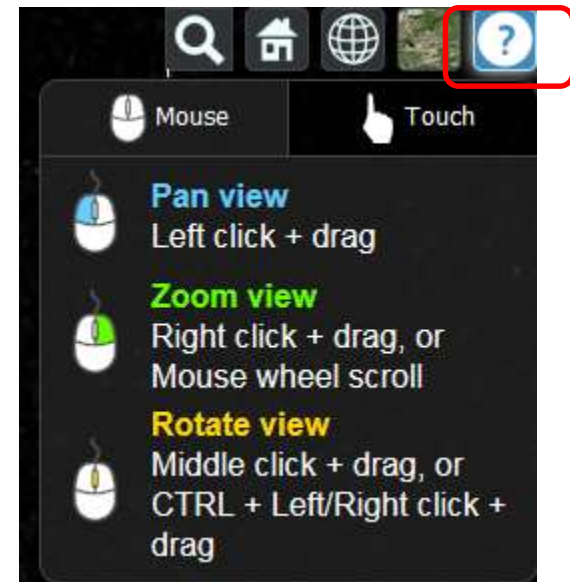 ?
Mouse Touch
Pan view
Left click + drag
Zoom view
Right click + drag, or
Mouse wheel scroll
Rotate view
Middle click + drag, or
CTRL + Left/Right click +
drag